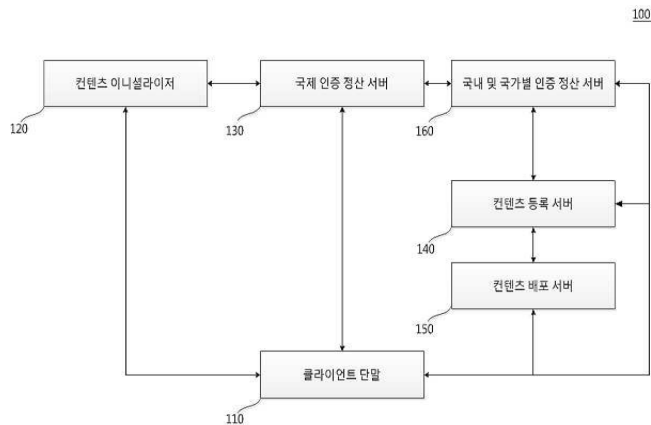 100
컨텐츠 이니셜라이저
국제 인증 정산 서버
국내 및 국가별 인증 정산 서버
120
130
160
컨텐츠 등록 서버
140
컨텐츠 배포 서버
150
클라이언트 단말
110